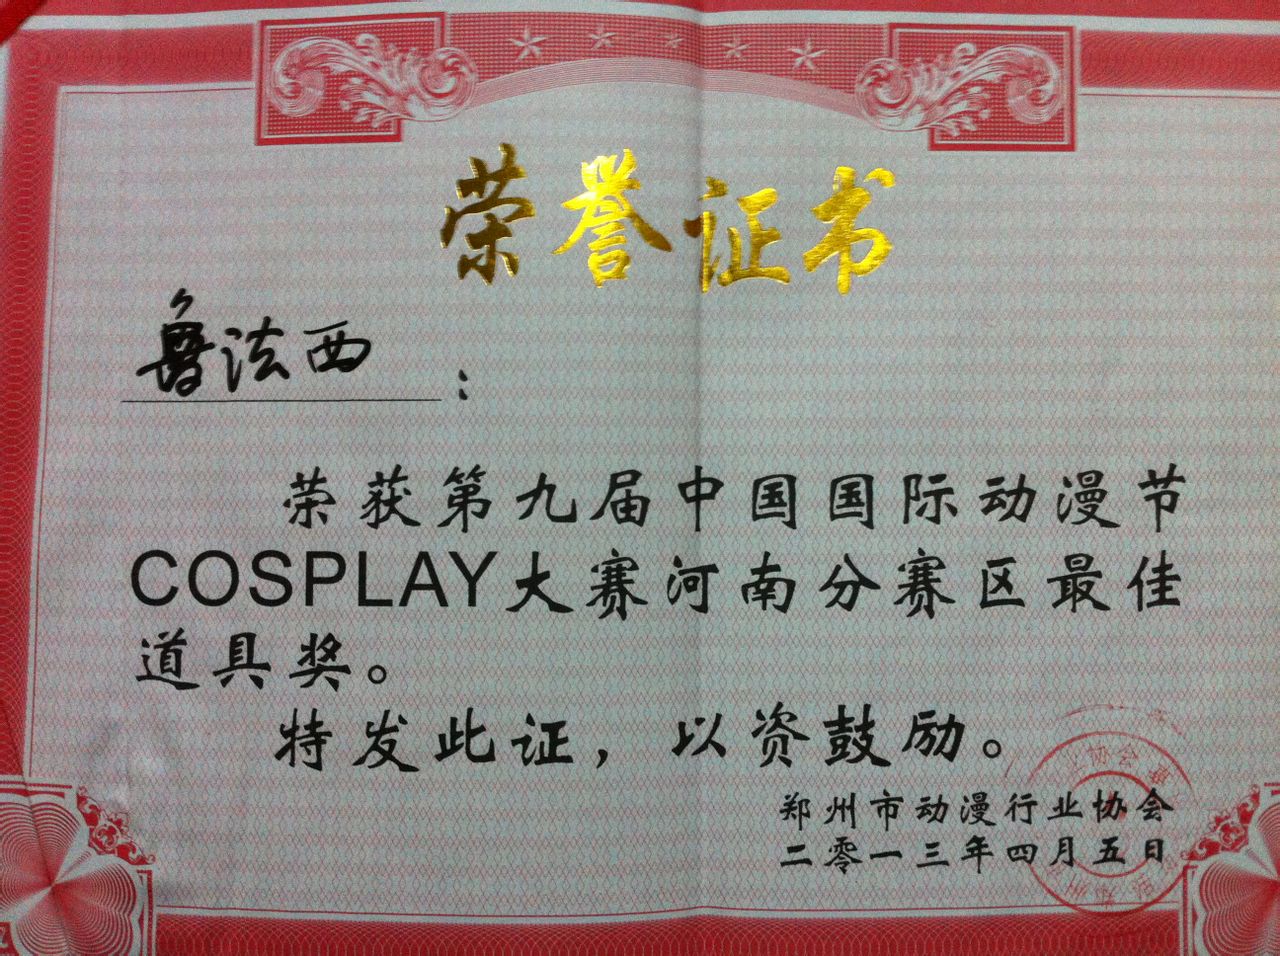 荣誉证书
鲁法西：
荣获第九届中国国际动漫节
COSPLAY大赛河南分赛区最佳
道具奖。
特发此证，以资鼓励。
郑州市动漫行业协会
二零一三年四月五日
协会